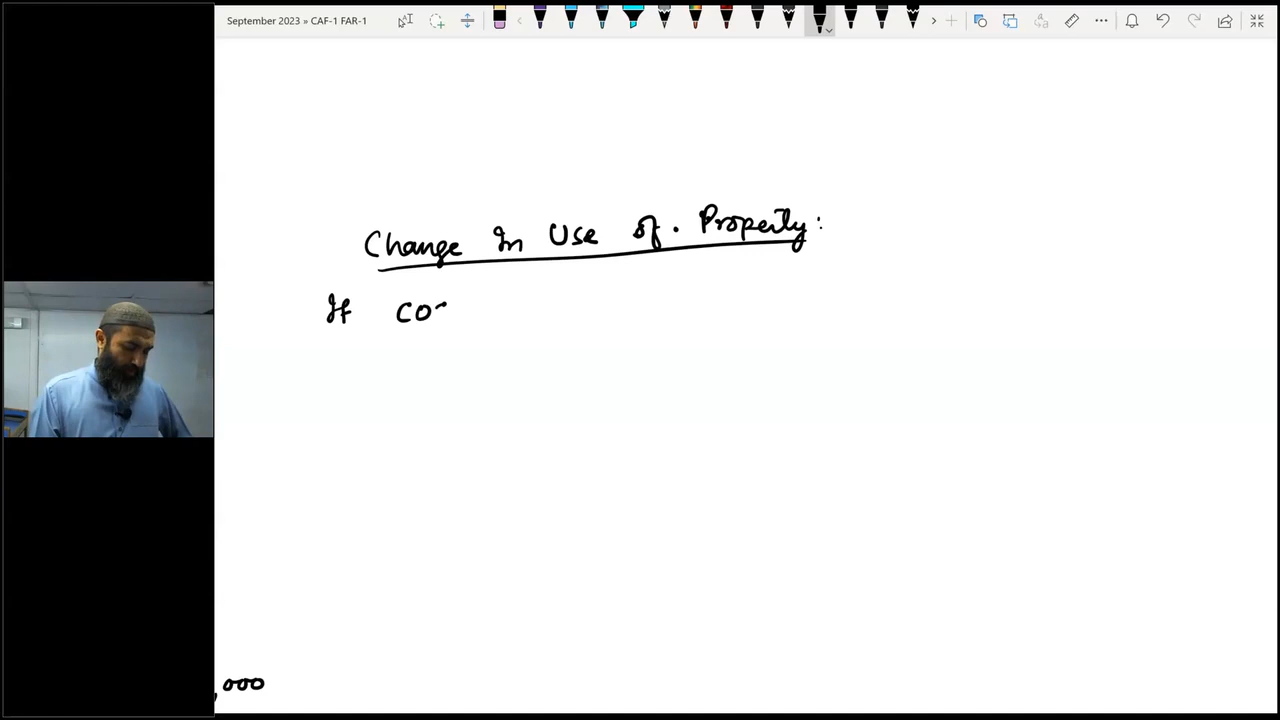 September 2023 » CAF-1 FAR-1
Change In Use of. Property:
If co
,000